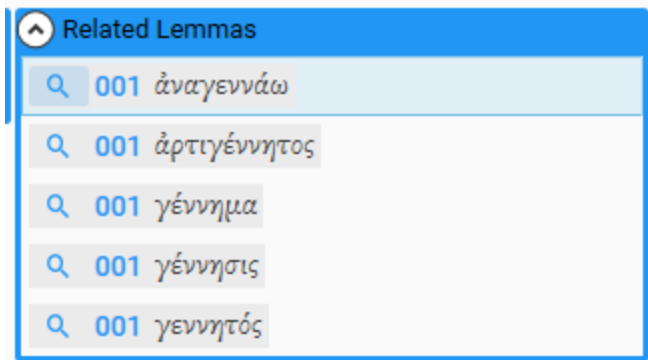 Related Lemmas
001 ἀναγεννάω
001 ἀρτιγέννητος
001 γέννημα
001 γέννησις
001 γεννητός